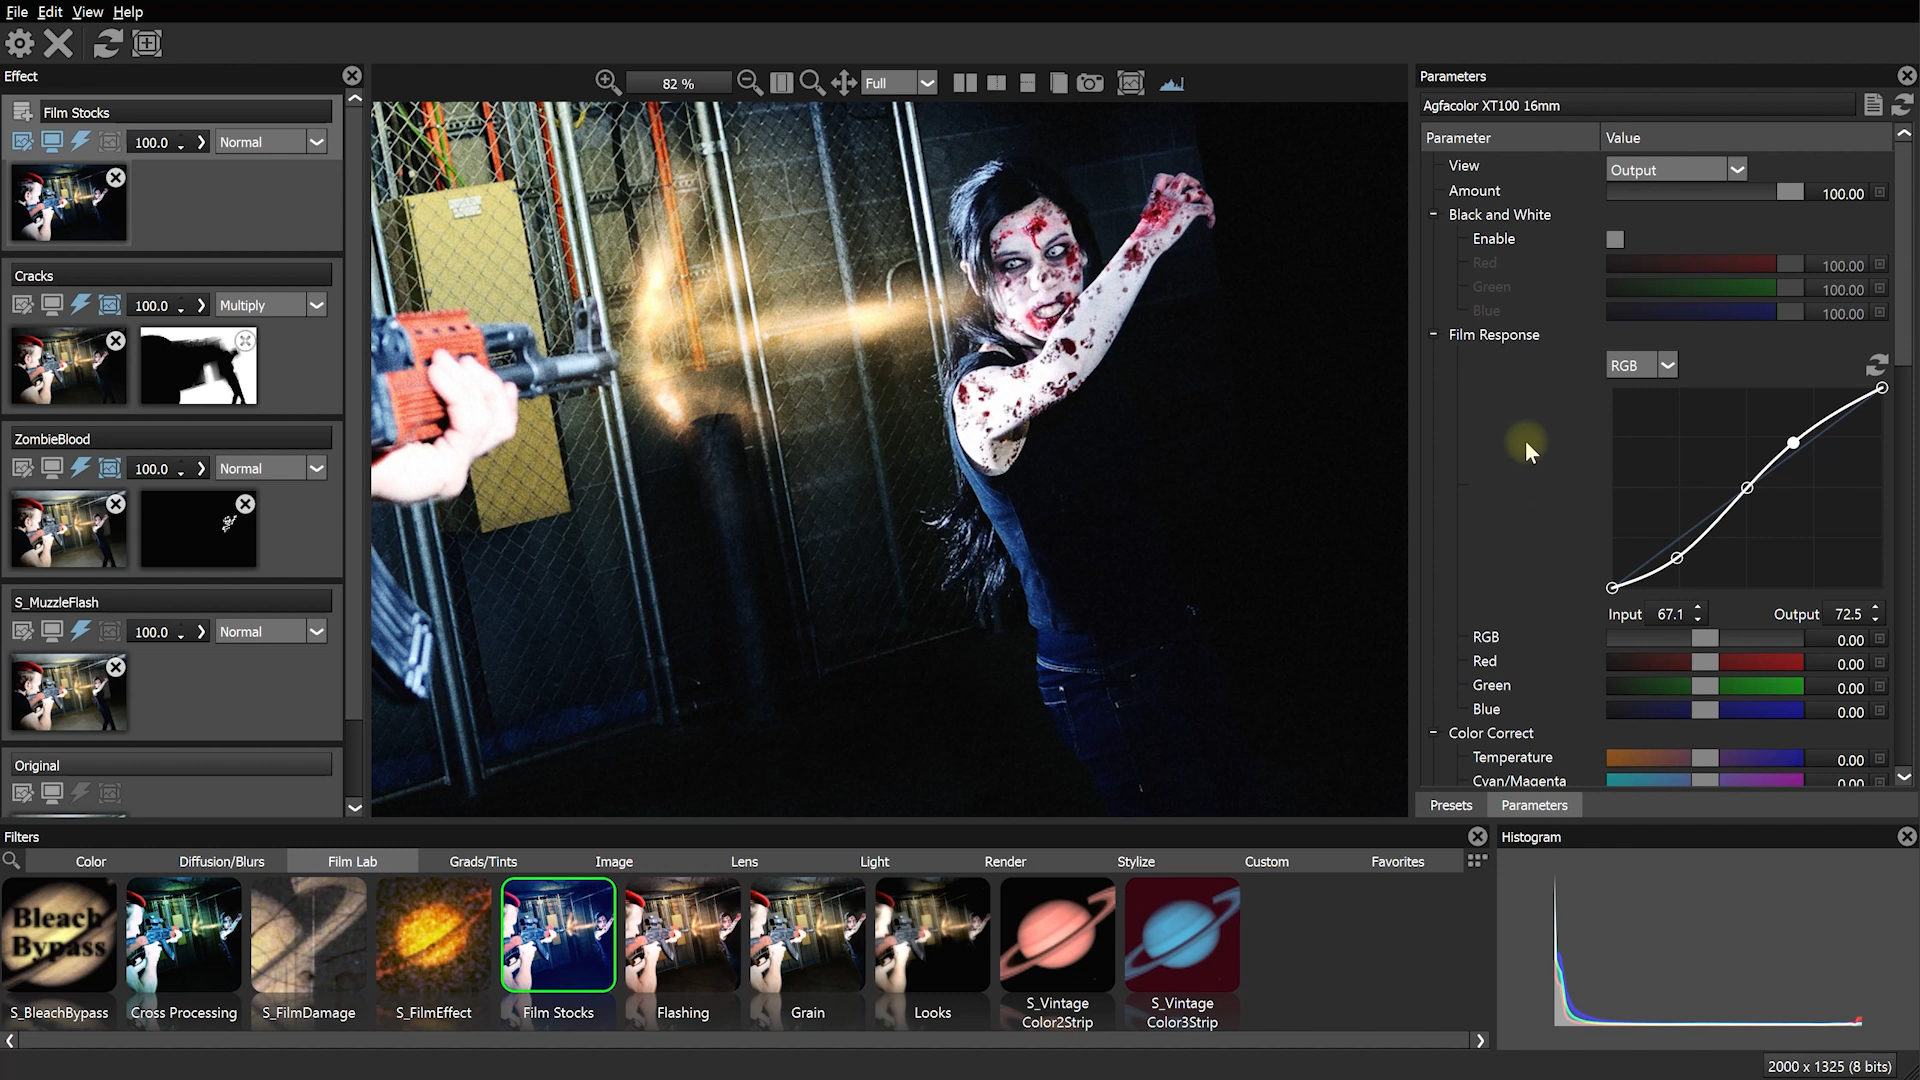 File Edit View Help
Effect
Film Stocks
100.0 Normal
Cracks
100.0 Multiply
ZombieBlood
100.0 Normal
S_MuzzleFlash
100.0 Normal
Original
82 % Full
Parameters
Agfacolor XT100 16mm
Parameter Value
View Output
Amount 100.00
Black and White
Enable
Red 100.00
Green 100.00
Blue 100.00
Film Response
RGB
Input 67.1 Output 72.5
RGB 0.00
Red 0.00
Green 0.00
Blue 0.00
Color Correct
Temperature 0.00
Cyan/Magenta 0.00
Presets Parameters
Filters
Color Diffusion/Blurs Film Lab Grads/Tints Image Lens Light Render Stylize Custom Favorites
Bleach
Bypass
S_BleachBypass
Cross Processing
S_FilmDamage
S_FilmEffect
Film Stocks
Flashing
Grain
Looks
S_Vintage
Color2Strip
S_Vintage
Color3Strip
Histogram
2000 x 1325 (8 bits)